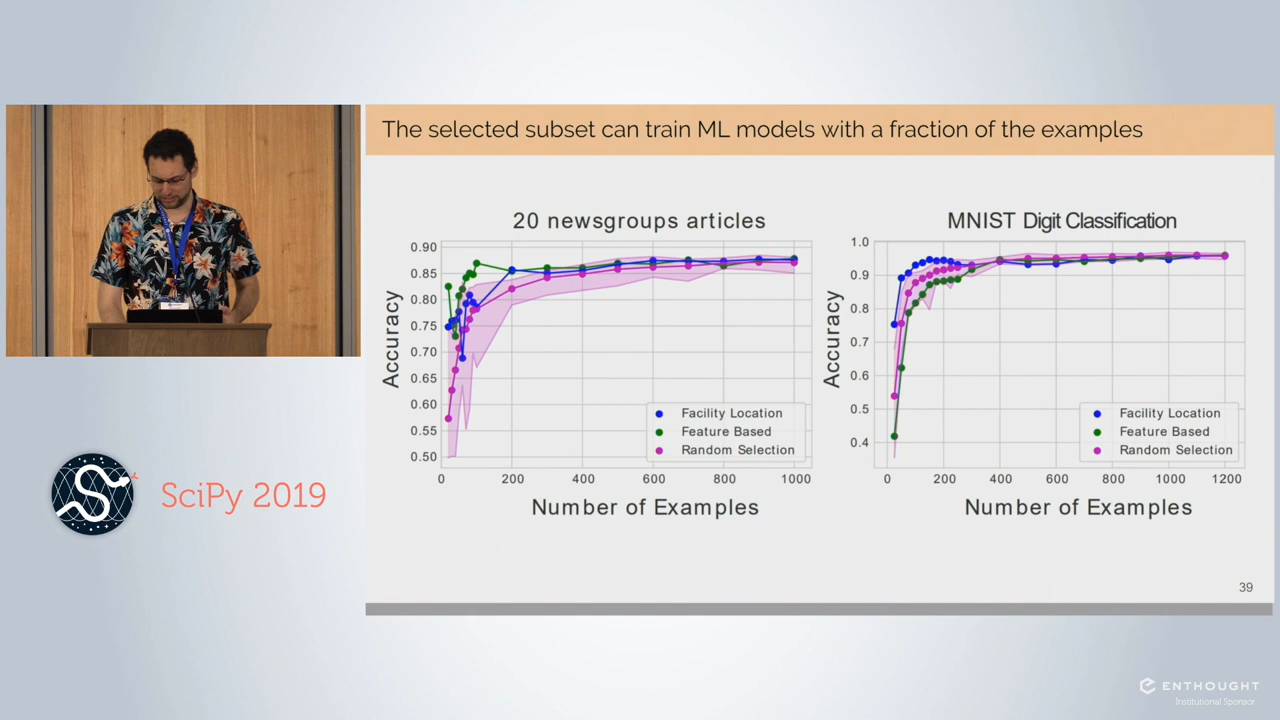 The selected subset can train ML models with a fraction of the examples
20 newsgroups articles
0.90
0.85
0.80
0.75
0.70
0.65
0.60
0.55
0.50
Accuracy
0
200
400
600
800
1000
Number of Examples
Facility Location
Feature Based
Random Selection
MNIST Digit Classification
1.0
0.9
0.8
0.7
0.6
0.5
0.4
Accuracy
0
200
400
600
800
1000
1200
Number of Examples
Facility Location
Feature Based
Random Selection
39
SciPy 2019
ENTHOUGHT
Institutional Sponsor